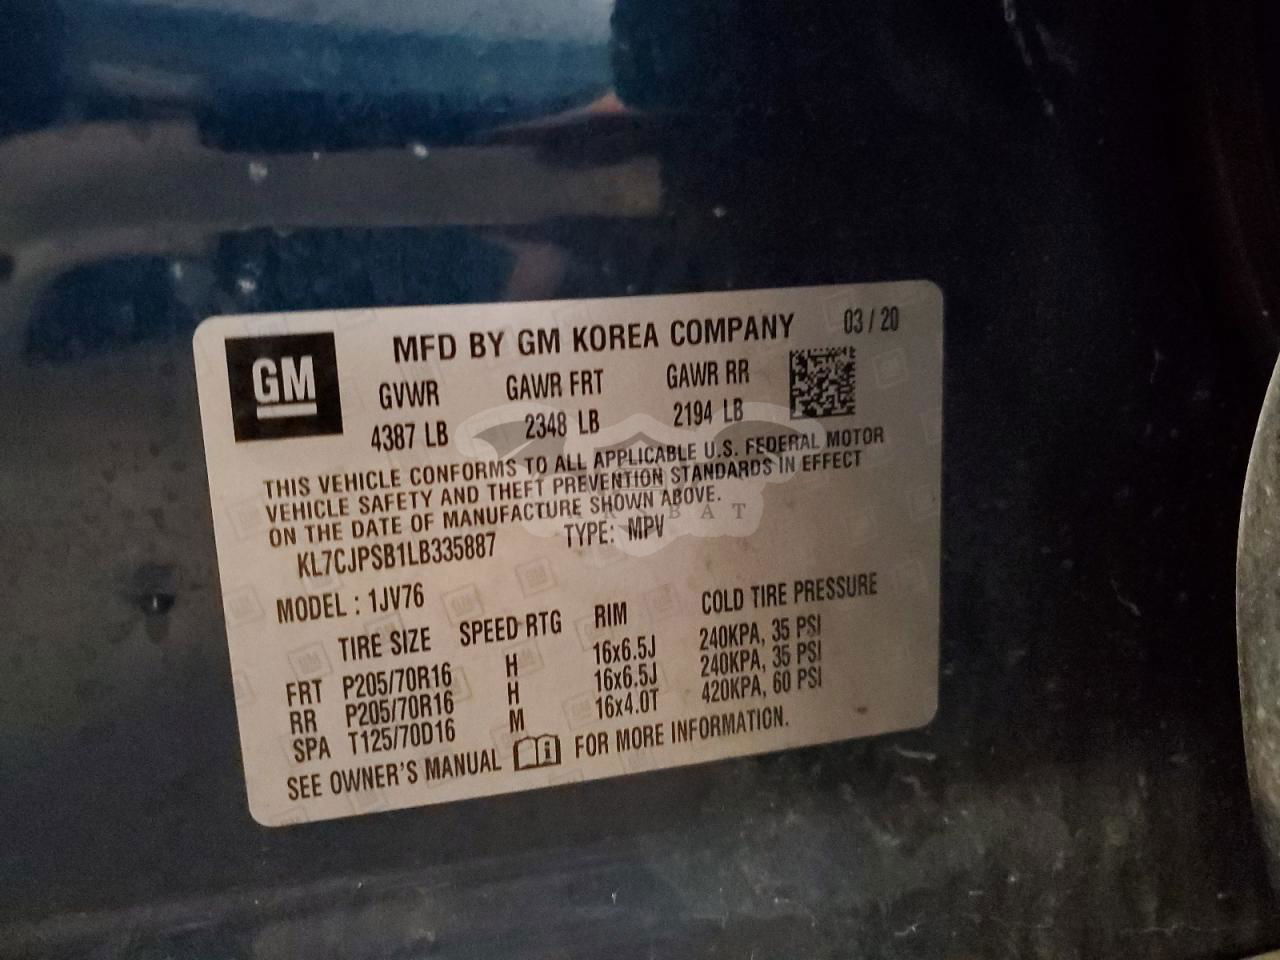 GM
MFD BY GM KOREA COMPANY 03 / 20
GVWR GAWR FRT GAWR RR
4387 LB 2348 LB 2194 LB
THIS VEHICLE CONFORMS TO ALL APPLICABLE U.S. FEDERAL MOTOR
VEHICLE SAFETY AND THEFT PREVENTION STANDARDS IN EFFECT
ON THE DATE OF MANUFACTURE SHOWN ABOVE.
KL7CJPSB1LB335887 TYPE: MPV
MODEL : 1JV76
TIRE SIZE SPEED RTG RIM COLD TIRE PRESSURE
FRT P205/70R16 H 16x6.5J 240KPA, 35 PSI
RR P205/70R16 H 16x6.5J 240KPA, 35 PSI
SPA T125/70D16 M 16x4.0T 420KPA, 60 PSI
SEE OWNER'S MANUAL FOR MORE INFORMATION.